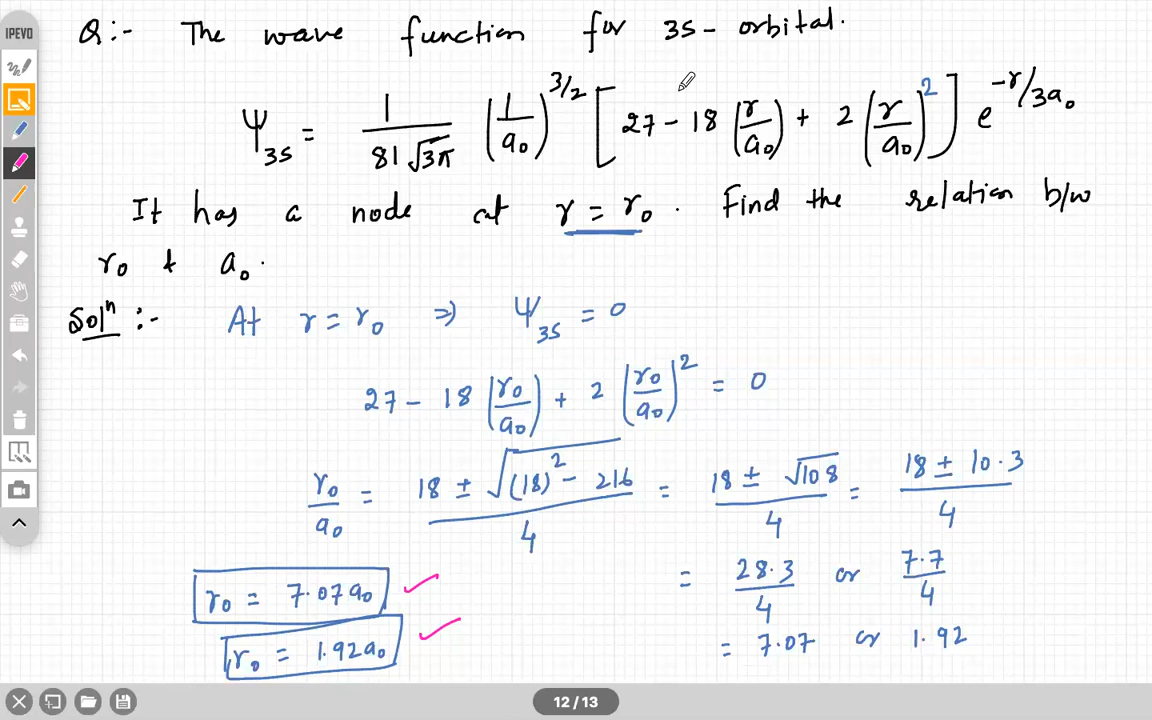 IPEVO
Q:- The wave function for 3s- orbital.
Ψ3s = 1/81√3π (1/a₀)^3/2 [27 - 18 (r/a₀) + 2 (r/a₀)²] e^-r/3a₀
It has a node at r = r₀. Find the relation b/w
r₀ & a₀.
Solⁿ :- At r = r₀ ⇒ Ψ3s = 0
27 - 18 (r₀/a₀) + 2 (r₀/a₀)² = 0
r₀/a₀ = 18 ± √(18)² - 216 / 4 = 18 ± √108 / 4 = 18 ± 10.3 / 4
= 28.3/4 or 7.7/4
r₀ = 7.07a₀
= 7.07 or 1.92
r₀ = 1.92a₀
12 / 13